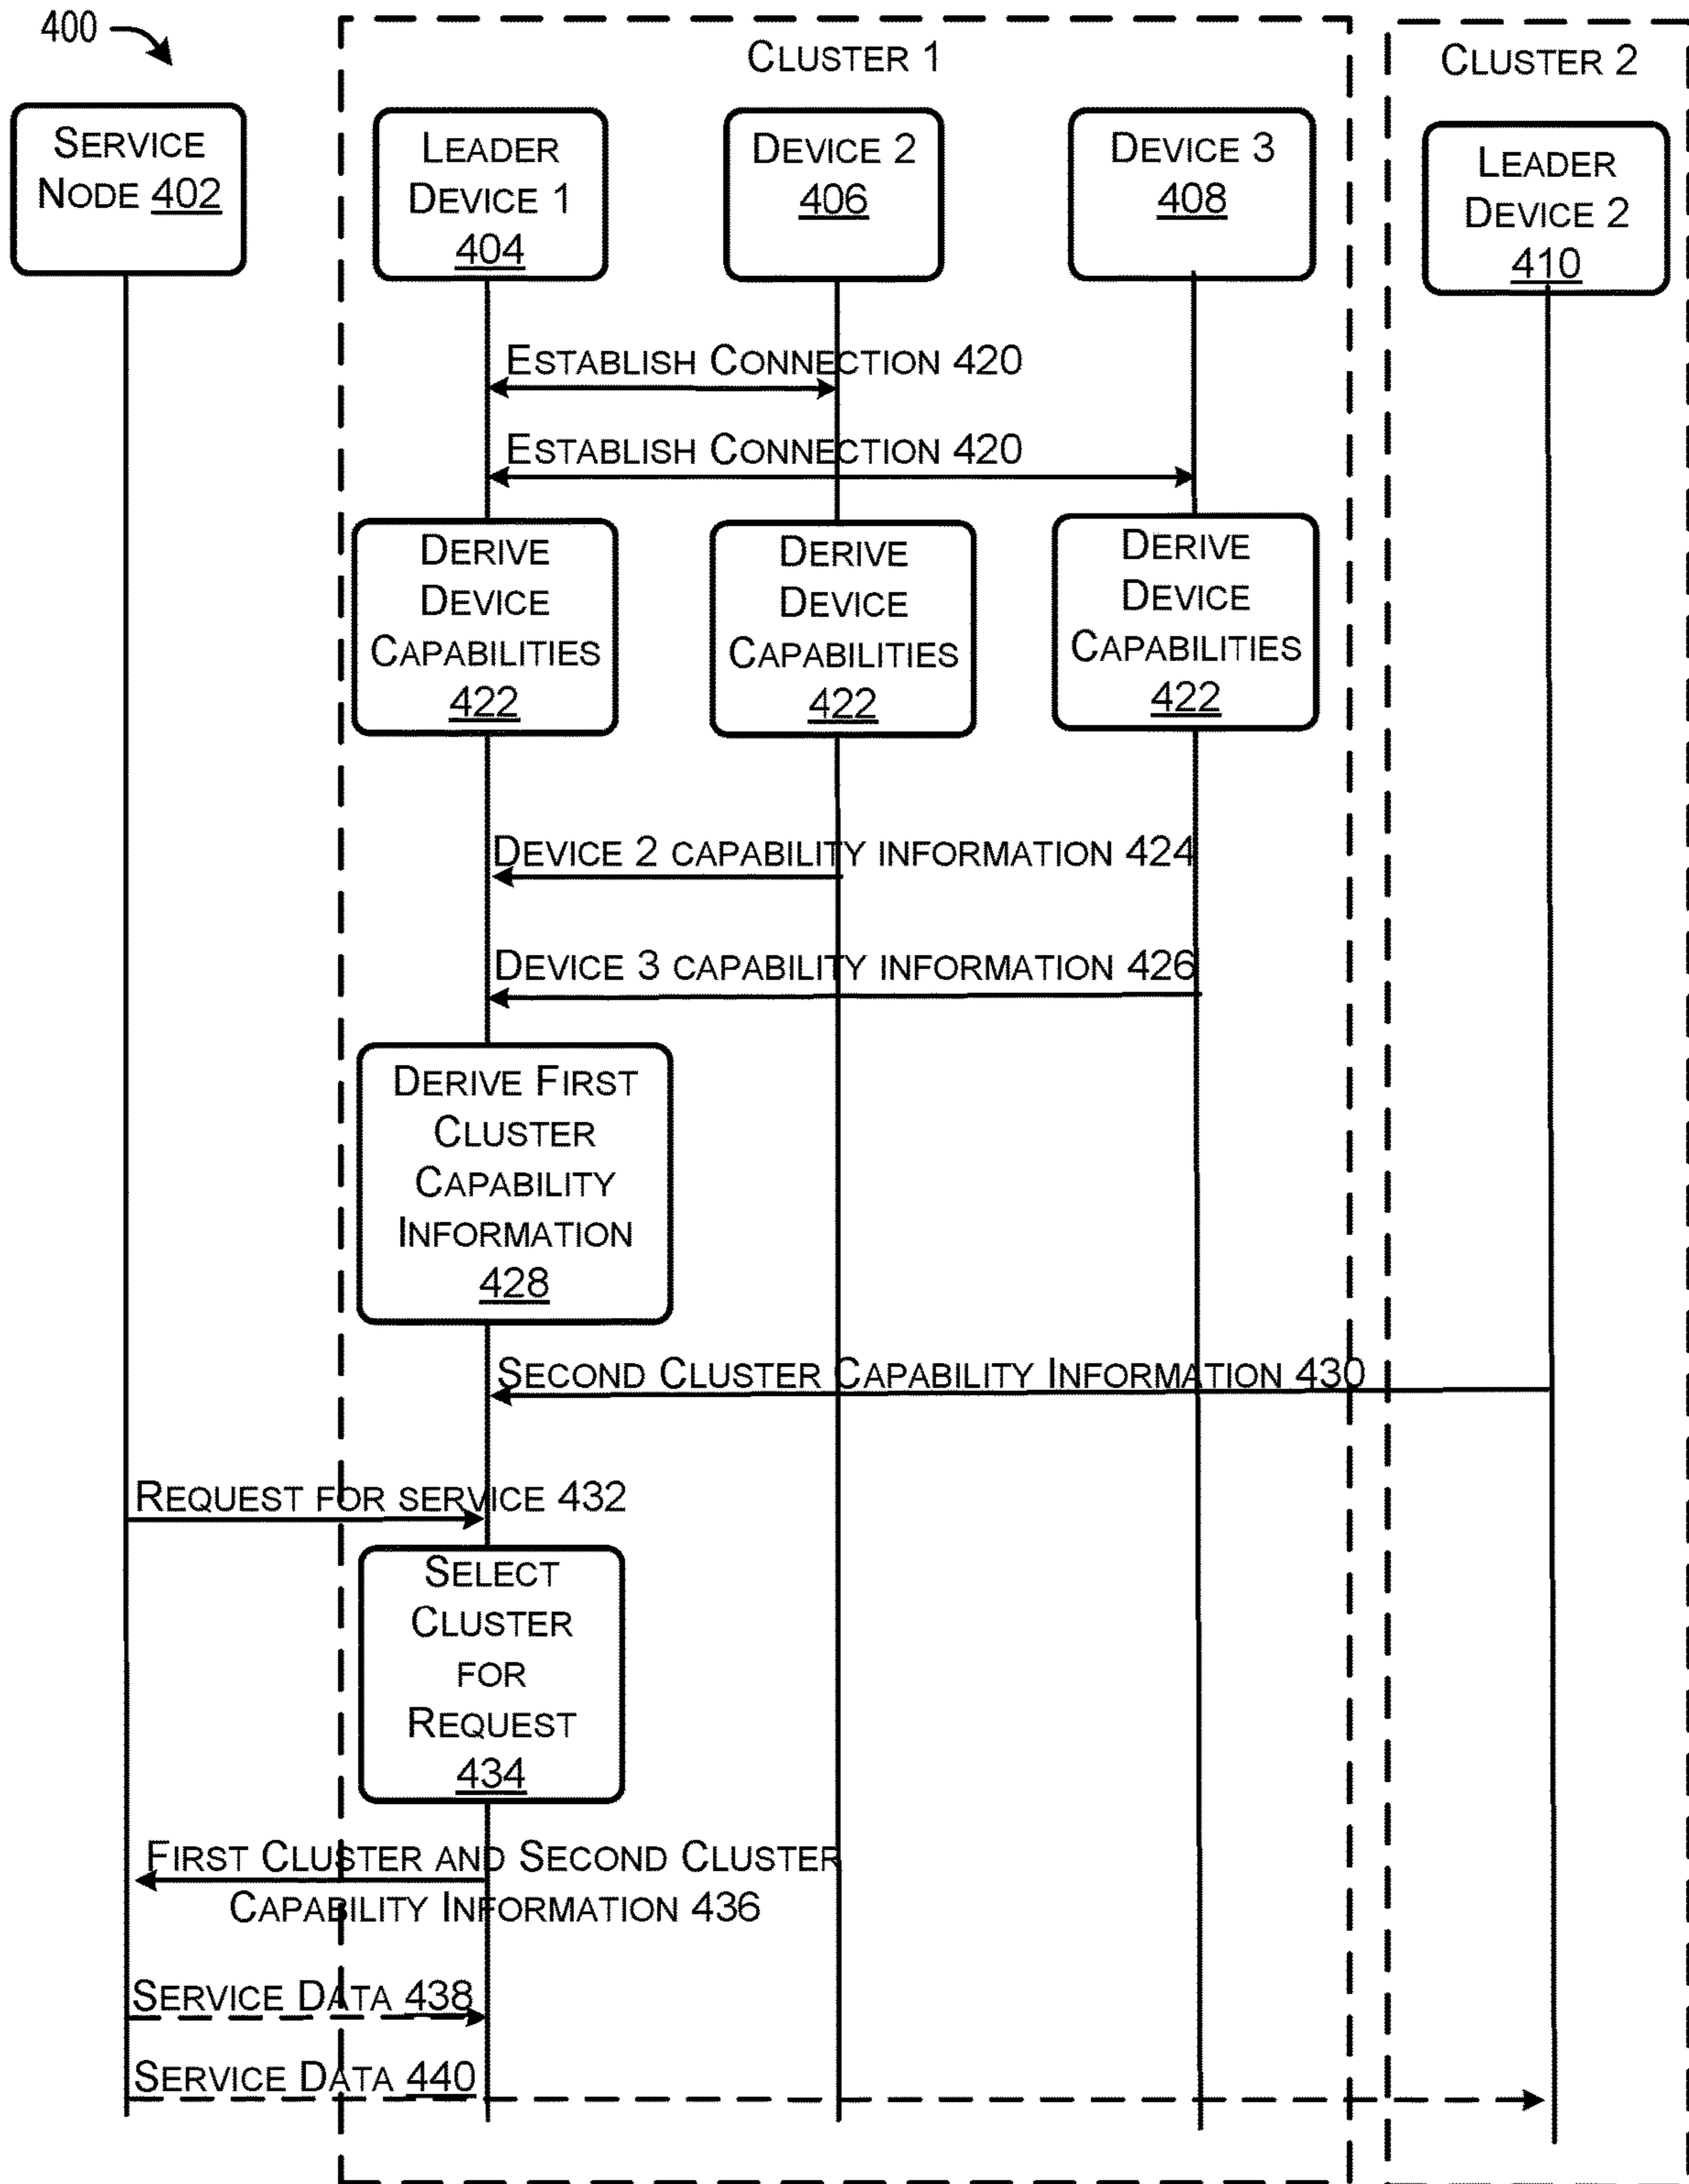 400
CLUSTER 1
CLUSTER 2
SERVICE
NODE 402
LEADER
DEVICE 1
404
DEVICE 2
406
DEVICE 3
408
LEADER
DEVICE 2
410
ESTABLISH CONNECTION 420
ESTABLISH CONNECTION 420
DERIVE
DEVICE
CAPABILITIES
422
DERIVE
DEVICE
CAPABILITIES
422
DERIVE
DEVICE
CAPABILITIES
422
DEVICE 2 CAPABILITY INFORMATION 424
DEVICE 3 CAPABILITY INFORMATION 426
DERIVE FIRST
CLUSTER
CAPABILITY
INFORMATION
428
SECOND CLUSTER CAPABILITY INFORMATION 430
REQUEST FOR SERVICE 432
SELECT
CLUSTER
FOR
REQUEST
434
FIRST CLUSTER AND SECOND CLUSTER
CAPABILITY INFORMATION 436
SERVICE DATA 438
SERVICE DATA 440